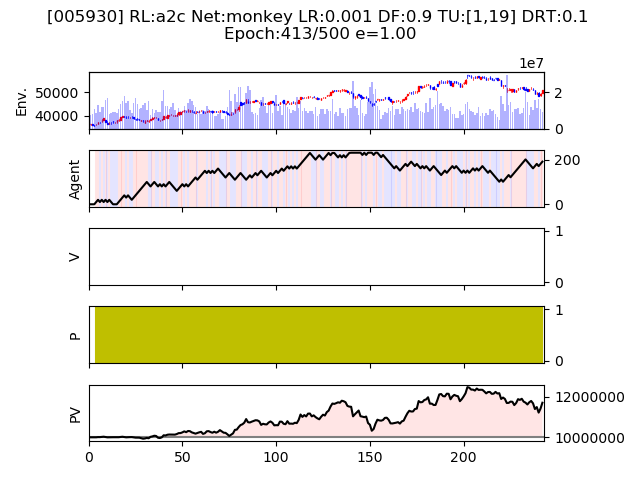 [005930] RL:a2c Net:monkey LR:0.001 DF:0.9 TU:[1,19] DRT:0.1
Epoch:413/500 e=1.00
1e7
Env.
50000
40000
2
0
Agent
200
0
V
1
0
P
1
0
PV
12000000
10000000
0 50 100 150 200